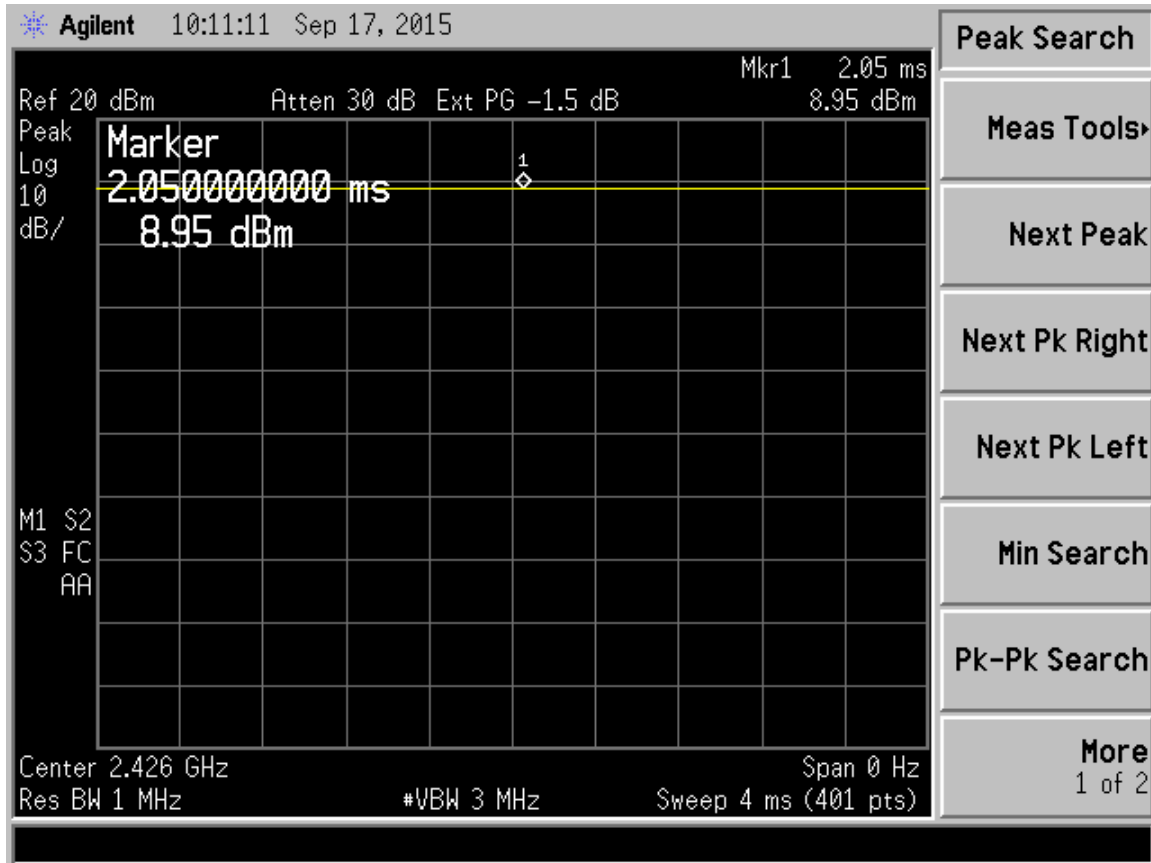 Agilent 10:11:11 Sep 17, 2015
Peak Search
Mkr1 2.05 ms
Ref 20 dBm Atten 30 dB Ext PG -1.5 dB 8.95 dBm
Peak
Log
10
dB/
Marker
2.050000000 ms
8.95 dBm
1
M1 S2
S3 FC
AA
Center 2.426 GHz Span 0 Hz
Res BW 1 MHz #VBW 3 MHz Sweep 4 ms (401 pts)
Meas Tools▸
Next Peak
Next Pk Right
Next Pk Left
Min Search
Pk-Pk Search
More
1 of 2